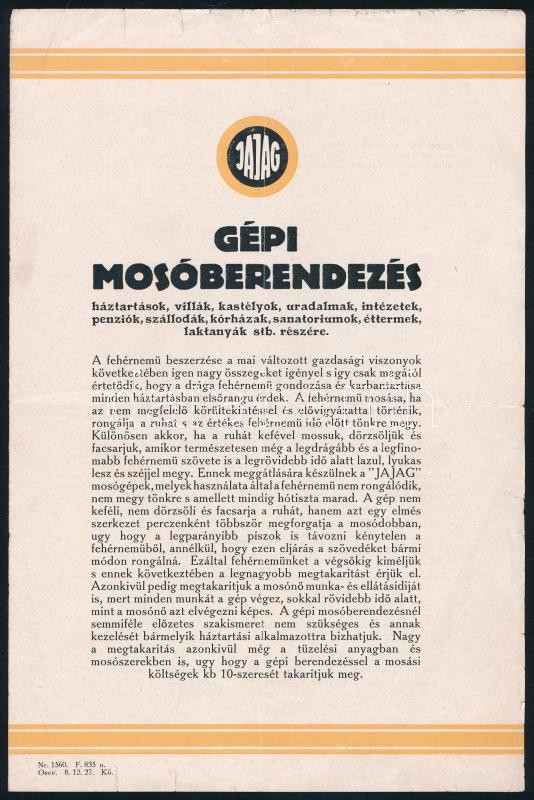 JAJAG
GÉPI
MOSÓBERENDEZÉS
háztartások, villák, kastélyok, uradalmak, intézetek,
penziók, szállodák, kórházak, sanatoriumok, éttermek,
laktanyák stb. részére.
A fehérnemü beszerzése a mai változott gazdasági viszonyok
következtében igen nagy összegeket igényel s igy csak magától
értetődik, hogy a drága fehérnemü gondozása és karbantartása
minden háztartásban elsőrangu érdek. A fehérnemü mosása, ha
az nem megfelelő körültekintéssel és elővigyázattal történik,
rongálja a ruhát s az értékes fehérnemü idő előtt tönkre megy.
Különösen akkor, ha a ruhát kefével mossuk, dörzsöljük és
facsarjuk, amikor természetesen még a legdrágább és a legfino-
mabb fehérnemü szövete is a legrövidebb idő alatt lazul, lyukas
lesz és széjjel megy. Ennek meggátlására készülnek a "JAJAG"
mosógépek, melyek használata által a fehérnemü nem rongálódik,
nem megy tönkre s amellett mindig hótiszta marad. A gép nem
keféli, nem dörzsöli és facsarja a ruhát, hanem azt egy elmés
szerkezet perczenként többször megforgatja a mosódobban,
ugy hogy a legparányibb piszok is távozni kénytelen a
fehérnemüből, annélkül, hogy ezen eljárás a szövedéket bármi
módon rongálná. Ezáltal fehérnemünket a végsőkig kiméljük
s ennek következtében a legnagyobb megtakaritást érjük el.
Azonkivül pedig megtakaritjuk a mosónő munka- és ellátásidiját
is, mert minden munkát a gép végez, sokkal rövidebb idő alatt,
mint a mosónő azt elvégezni képes. A gépi mosóberendezésnél
semmiféle előzetes szakismeret nem szükséges és annak
kezelését bármelyik háztartási alkalmazottra bizhatjuk. Nagy
a megtakaritás azonkivül még a tüzelési anyagban és
mosószerekben is, ugy hogy a gépi berendezéssel a mosási
költségek kb 10-szeresét takaritjuk meg.
Nr. 1560. F. 835 u.
Osce. 8. 12. 27. Kö.